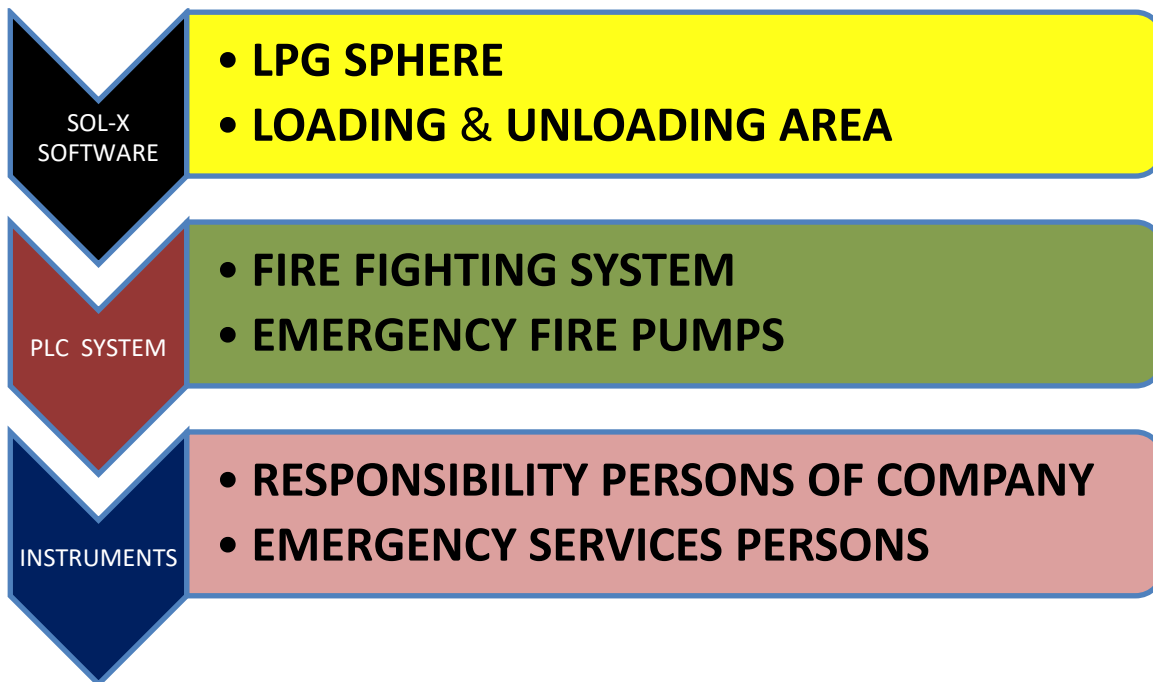 SOL-X
SOFTWARE
• LPG SPHERE
• LOADING & UNLOADING AREA
PLC SYSTEM
• FIRE FIGHTING SYSTEM
• EMERGENCY FIRE PUMPS
INSTRUMENTS
• RESPONSIBILITY PERSONS OF COMPANY
• EMERGENCY SERVICES PERSONS